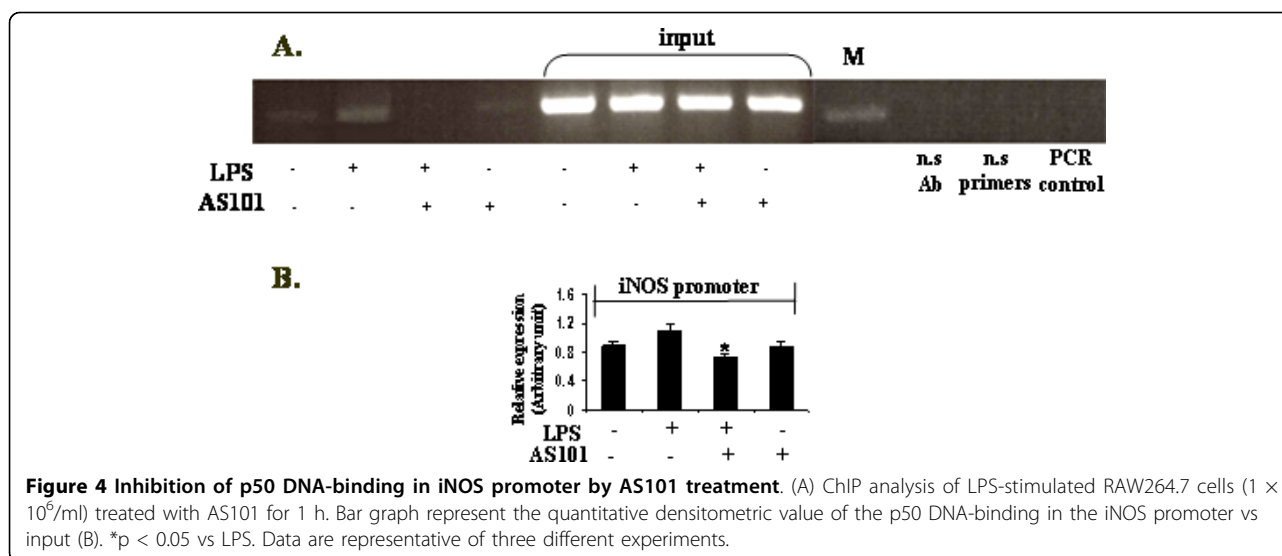 A.
input
M
LPS - + + - - + + -
AS101 - - + + - - + +
n.s Ab
n.s primers
PCR control
B.
iNOS promoter
Relative expression (Arbitrary unit)
1.6
1.2
0.8
0.4
0
*
LPS - + + -
AS101 - - + +
Figure 4 Inhibition of p50 DNA-binding in iNOS promoter by AS101 treatment. (A) ChIP analysis of LPS-stimulated RAW264.7 cells (1 ×
10⁶/ml) treated with AS101 for 1 h. Bar graph represent the quantitative densitometric value of the p50 DNA-binding in the iNOS promoter vs
input (B). *p < 0.05 vs LPS. Data are representative of three different experiments.